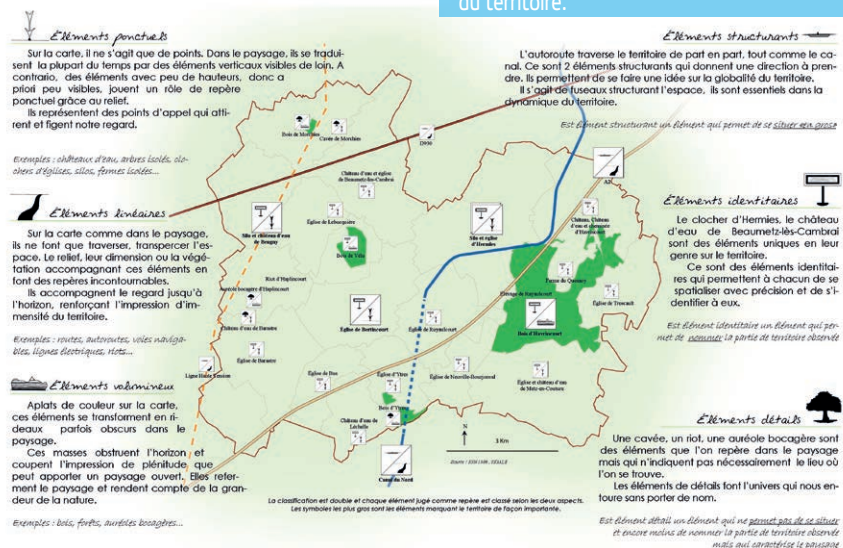 du territoire.
Éléments ponctuels
Sur la carte, il ne s'agit que de points. Dans le paysage, ils se tradui-
sent la plupart du temps par des éléments verticaux visibles de loin. A
contrario, des éléments avec peu de hauteurs, donc a
priori peu visibles, jouent un rôle de repère
ponctuel grâce au relief.
Ils représentent des points d'appel qui atti-
rent et figent notre regard.
Exemples : châteaux d'eau, arbres isolés, clo-
chers d'églises, silos, fermes isolées...
Éléments linéaires
Sur la carte comme dans le paysage,
ils ne font que traverser, transpercer l'es-
pace. Le relief, leur dimension ou la végé-
tation accompagnant ces éléments en
font des repères incontournables.
Ils accompagnent le regard jusqu'à
l'horizon, renforçant l'impression d'im-
mensité du territoire.
Exemples : routes, autoroutes, voies naviga-
bles, lignes électriques, riots...
Éléments volumineux
Aplats de couleur sur la carte,
ces éléments se transforment en ri-
deaux parfois obscurs dans le
paysage.
Ces masses obstruent l'horizon et
coupent l'impression de plénitude que
peut apporter un paysage ouvert. Elles refer-
ment le paysage et rendent compte de la gran-
deur de la nature.
Exemples : bois, forêts, auréoles bocagères...
Éléments structurants
L'autoroute traverse le territoire de part en part, tout comme le ca-
nal. Ce sont 2 éléments structurants qui donnent une direction à pren-
dre. Ils permettent de se faire une idée sur la globalité du territoire.
Il s'agit de fuseaux structurant l'espace, ils sont essentiels dans la
dynamique du territoire.
Est élément structurant un élément qui permet de se situer «en gros»
Éléments identitaires
Le clocher d'Hermies, le château
d'eau de Beaumetz-lès-Cambrai
sont des éléments uniques en leur
genre sur le territoire.
Ce sont des éléments identitai-
res qui permettent à chacun de se
spatialiser avec précision et de s'i-
dentifier à eux.
Est élément identitaire un élément qui per-
met de nommer la partie de territoire observée
Éléments détails
Une cavée, un riot, une auréole bocagère sont
des éléments que l'on repère dans le paysage
mais qui n'indiquent pas nécessairement le lieu où
l'on se trouve.
Les éléments de détails font l'univers qui nous en-
toure sans porter de nom.
Est élément détail un élément qui ne permet pas de se situer
et encore moins de nommer la partie de territoire observée
mais qui caractérise le paysage
Bois de Morchies
Cavée de Morchies
D930
Château d'eau et église
de Beaumetz-lès-Cambrai
A26
Église de Lebucquière
Silo et château d'eau
de Beugny
Silo et église
d'Hermies
Château, Château
d'eau et cheminée
d'Havrincourt
Bois de Vélu
Riot d'Haplincourt
Auréole bocagère d'Haplincourt
Ferme de Quesnoy
Église de Trescault
Château d'eau de Barastre
Église de Bertincourt
Église de Ruyaulcourt
Bois d'Havrincourt
Église de Barastre
Ligne Haute Tension
Église de Bus
Église d'Ytres
Église de Neuville-Bourjonval
Église et château d'eau
de Metz-en-Couture
Bois d'Ytres
Château d'eau de
Léchelle
Canal du Nord
N
3 Km
La classification est double et chaque élément jugé comme repère est classé selon les deux aspects.
Les symboles les plus gros sont les éléments marquant le territoire de façon importante.